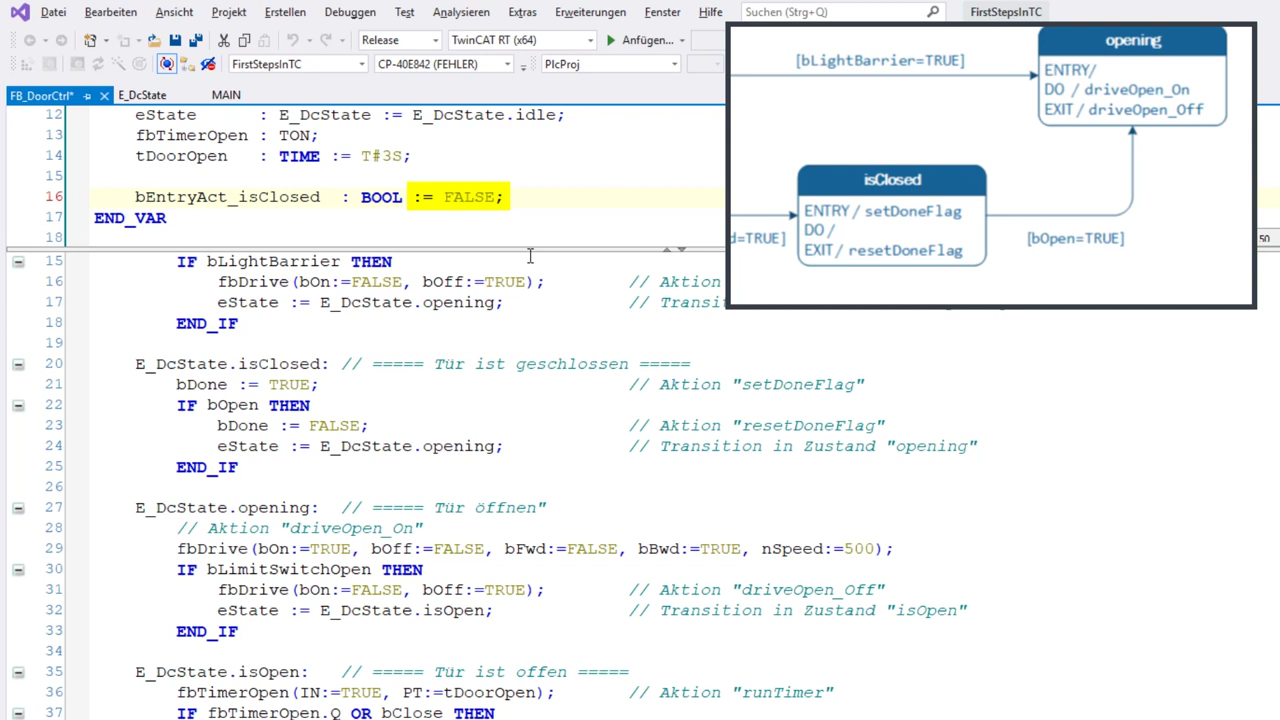 Datei Bearbeiten Ansicht Projekt Erstellen Debuggen Test Analysieren Extras Erweiterungen Fenster Hilfe Suchen (Strg+Q) FirstStepsInTC
Release TwinCAT RT (x64) Anfügen...
FirstStepsInTC CP-40E842 (FEHLER) PlcProj
FB_DoorCtrl* E_DcState MAIN
12 eState : E_DcState := E_DcState.idle;
13 fbTimerOpen : TON;
14 tDoorOpen : TIME := T#3S;
16 bEntryAct_isClosed : BOOL := FALSE;
17 END_VAR
18
[bLightBarrier=TRUE]
opening
ENTRY/
DO / driveOpen_On
EXIT / driveOpen_Off
isClosed
ENTRY / setDoneFlag
DO /
EXIT / resetDoneFlag
d=TRUE]
[bOpen=TRUE]
50
15 IF bLightBarrier THEN
16 fbDrive(bOn:=FALSE, bOff:=TRUE); // Aktion
17 eState := E_DcState.opening; // Transi
18 END_IF
19
20 E_DcState.isClosed: // ===== Tür ist geschlossen =====
21 bDone := TRUE; // Aktion "setDoneFlag"
22 IF bOpen THEN
23 bDone := FALSE; // Aktion "resetDoneFlag"
24 eState := E_DcState.opening; // Transition in Zustand "opening"
25 END_IF
26
27 E_DcState.opening: // ===== Tür öffnen"
28 // Aktion "driveOpen_On"
29 fbDrive(bOn:=TRUE, bOff:=FALSE, bFwd:=FALSE, bBwd:=TRUE, nSpeed:=500);
30 IF bLimitSwitchOpen THEN
31 fbDrive(bOn:=FALSE, bOff:=TRUE); // Aktion "driveOpen_Off"
32 eState := E_DcState.isOpen; // Transition in Zustand "isOpen"
33 END_IF
34
35 E_DcState.isOpen: // ===== Tür ist offen =====
36 fbTimerOpen(IN:=TRUE, PT:=tDoorOpen); // Aktion "runTimer"
37 IF fbTimerOpen.Q OR bClose THEN